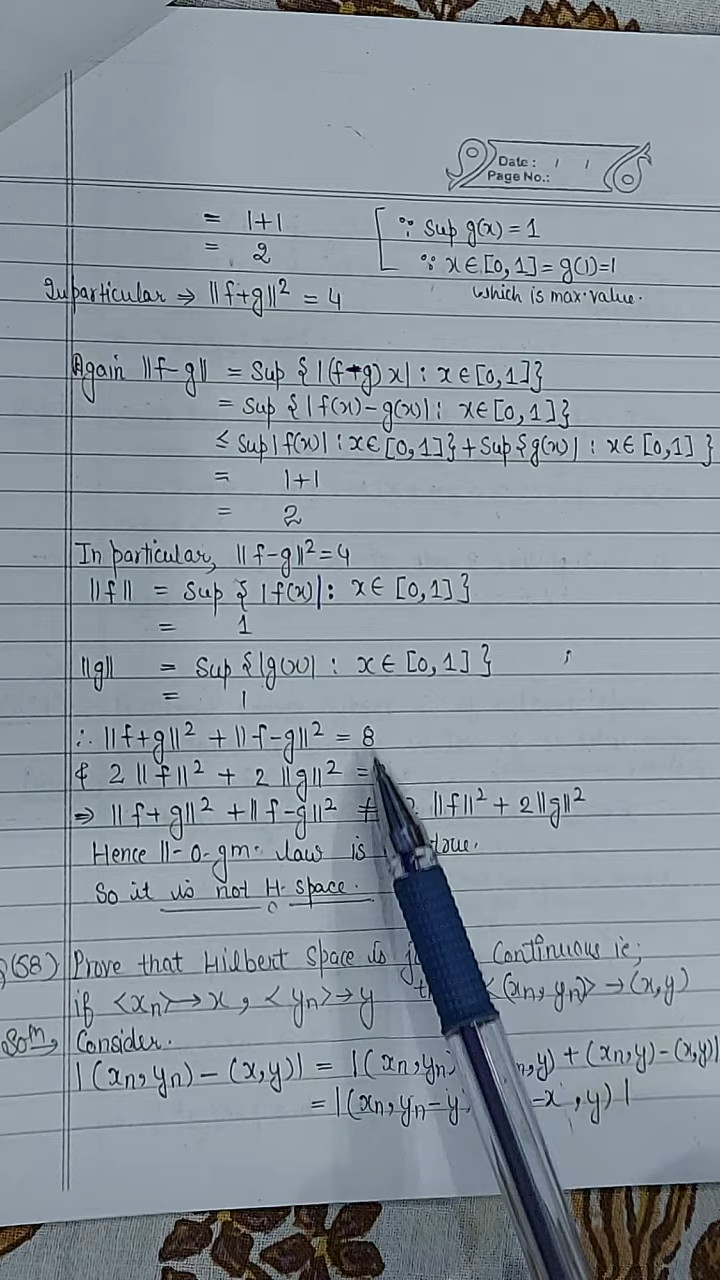 Date : / /
Page No.:
= 1+1 [ ∵ Sup g(x) = 1
= 2 ∵ x ∈ [0,1] = g(1)=1
In particular ⇒ ||f+g||² = 4 which is max. value.
Again ||f-g|| = Sup { |(f-g) x| : x ∈ [0,1] }
= Sup { |f(x) - g(x)| : x ∈ [0,1] }
≤ Sup |f(x)| : x ∈ [0,1] } + Sup { g(x)| : x ∈ [0,1] }
= 1+1
= 2
In particular, ||f-g||² = 4
||f|| = Sup { |f(x)| : x ∈ [0,1] }
= 1
||g|| = Sup { |g(x)| : x ∈ [0,1] }
= 1
∴ ||f+g||² + ||f-g||² = 8
& 2 ||f||² + 2 ||g||² =
⇒ ||f+g||² + ||f-g||² ≠ 2 ||f||² + 2||g||²
Hence ||-o-gm. law is true.
So it is not H. space.
(58) Prove that Hilbert Space is continuous ie;
if <xn> → x, <yn> → y <(xn, yn)> → (x,y)
Soln, Consider.
|(xn, yn) - (x,y)| = |(xn, yn) n, y) + (xn, y) - (x,y)|
= |(xn, yn-y -x, y) |